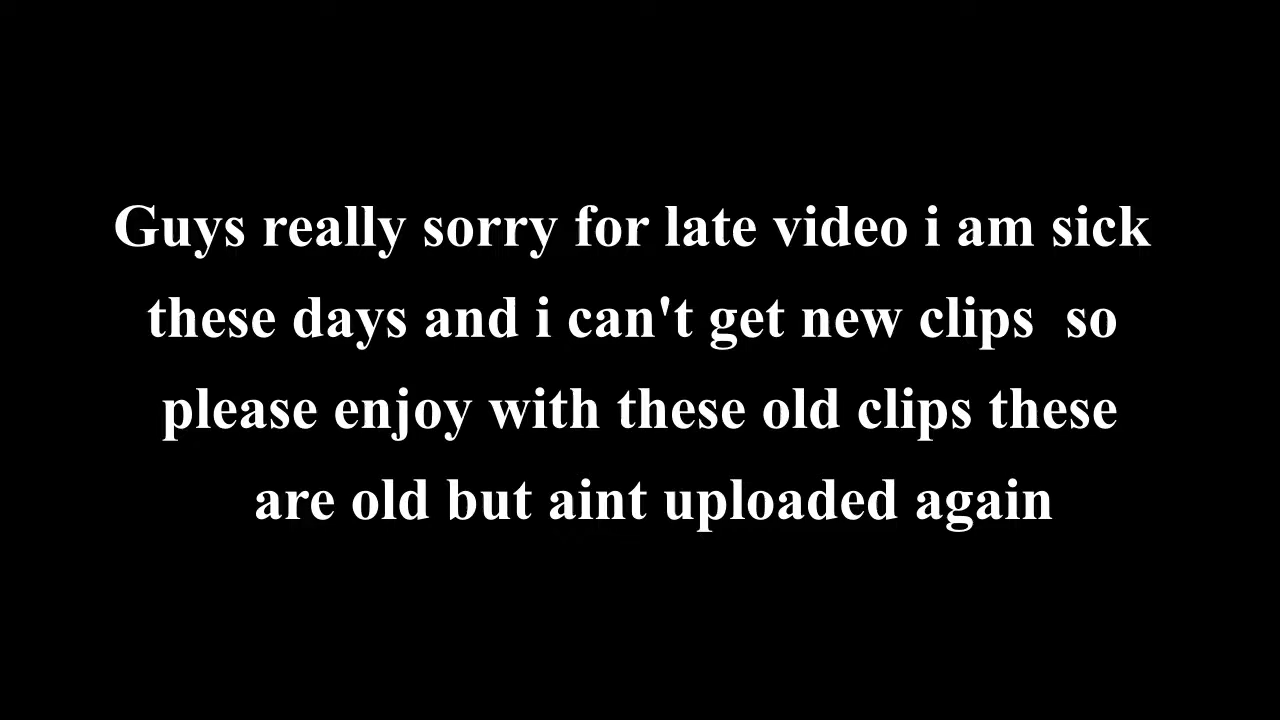 Guys really sorry for late video i am sick
these days and i can't get new clips  so
please enjoy with these old clips these
are old but aint uploaded again